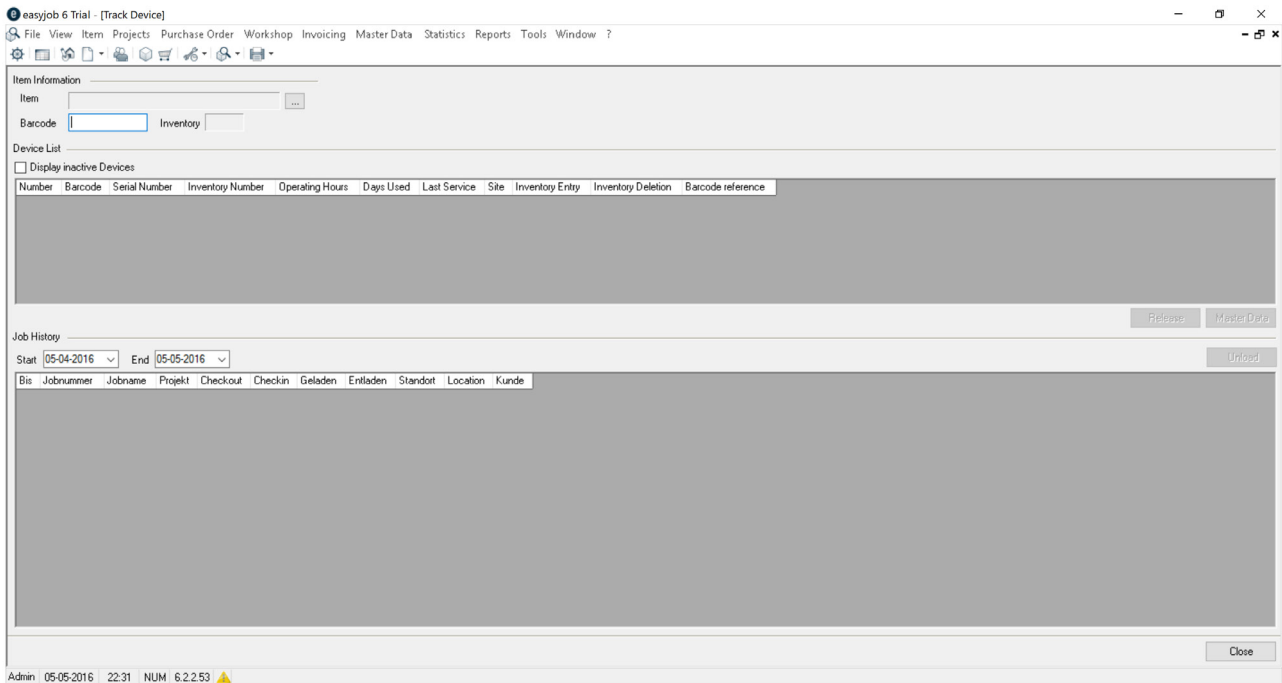 easyjob 6 Trial - [Track Device]
File View Item Projects Purchase Order Workshop Invoicing Master Data Statistics Reports Tools Window ?
Item Information
Item ...
Barcode Inventory
Device List
Display inactive Devices
Number Barcode Serial Number Inventory Number Operating Hours Days Used Last Service Site Inventory Entry Inventory Deletion Barcode reference
Release Master Data
Job History
Start 05-04-2016 End 05-05-2016 Unload
Bis Jobnummer Jobname Projekt Checkout Checkin Geladen Entladen Standort Location Kunde
Close
Admin 05-05-2016 22:31 NUM 6.2.2.53